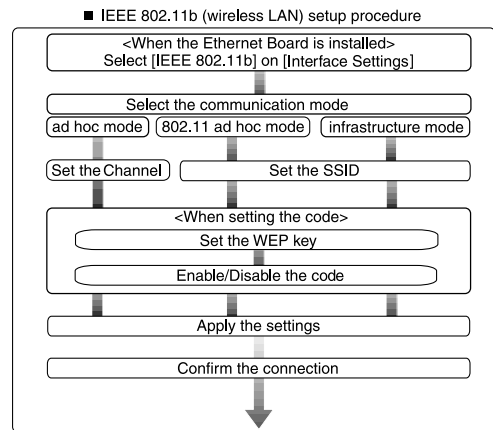 ■ IEEE 802.11b (wireless LAN) setup procedure
<When the Ethernet Board is installed>
Select [IEEE 802.11b] on [Interface Settings]
Select the communication mode
ad hoc mode
802.11 ad hoc mode
infrastructure mode
Set the Channel
Set the SSID
<When setting the code>
Set the WEP key
Enable/Disable the code
Apply the settings
Confirm the connection